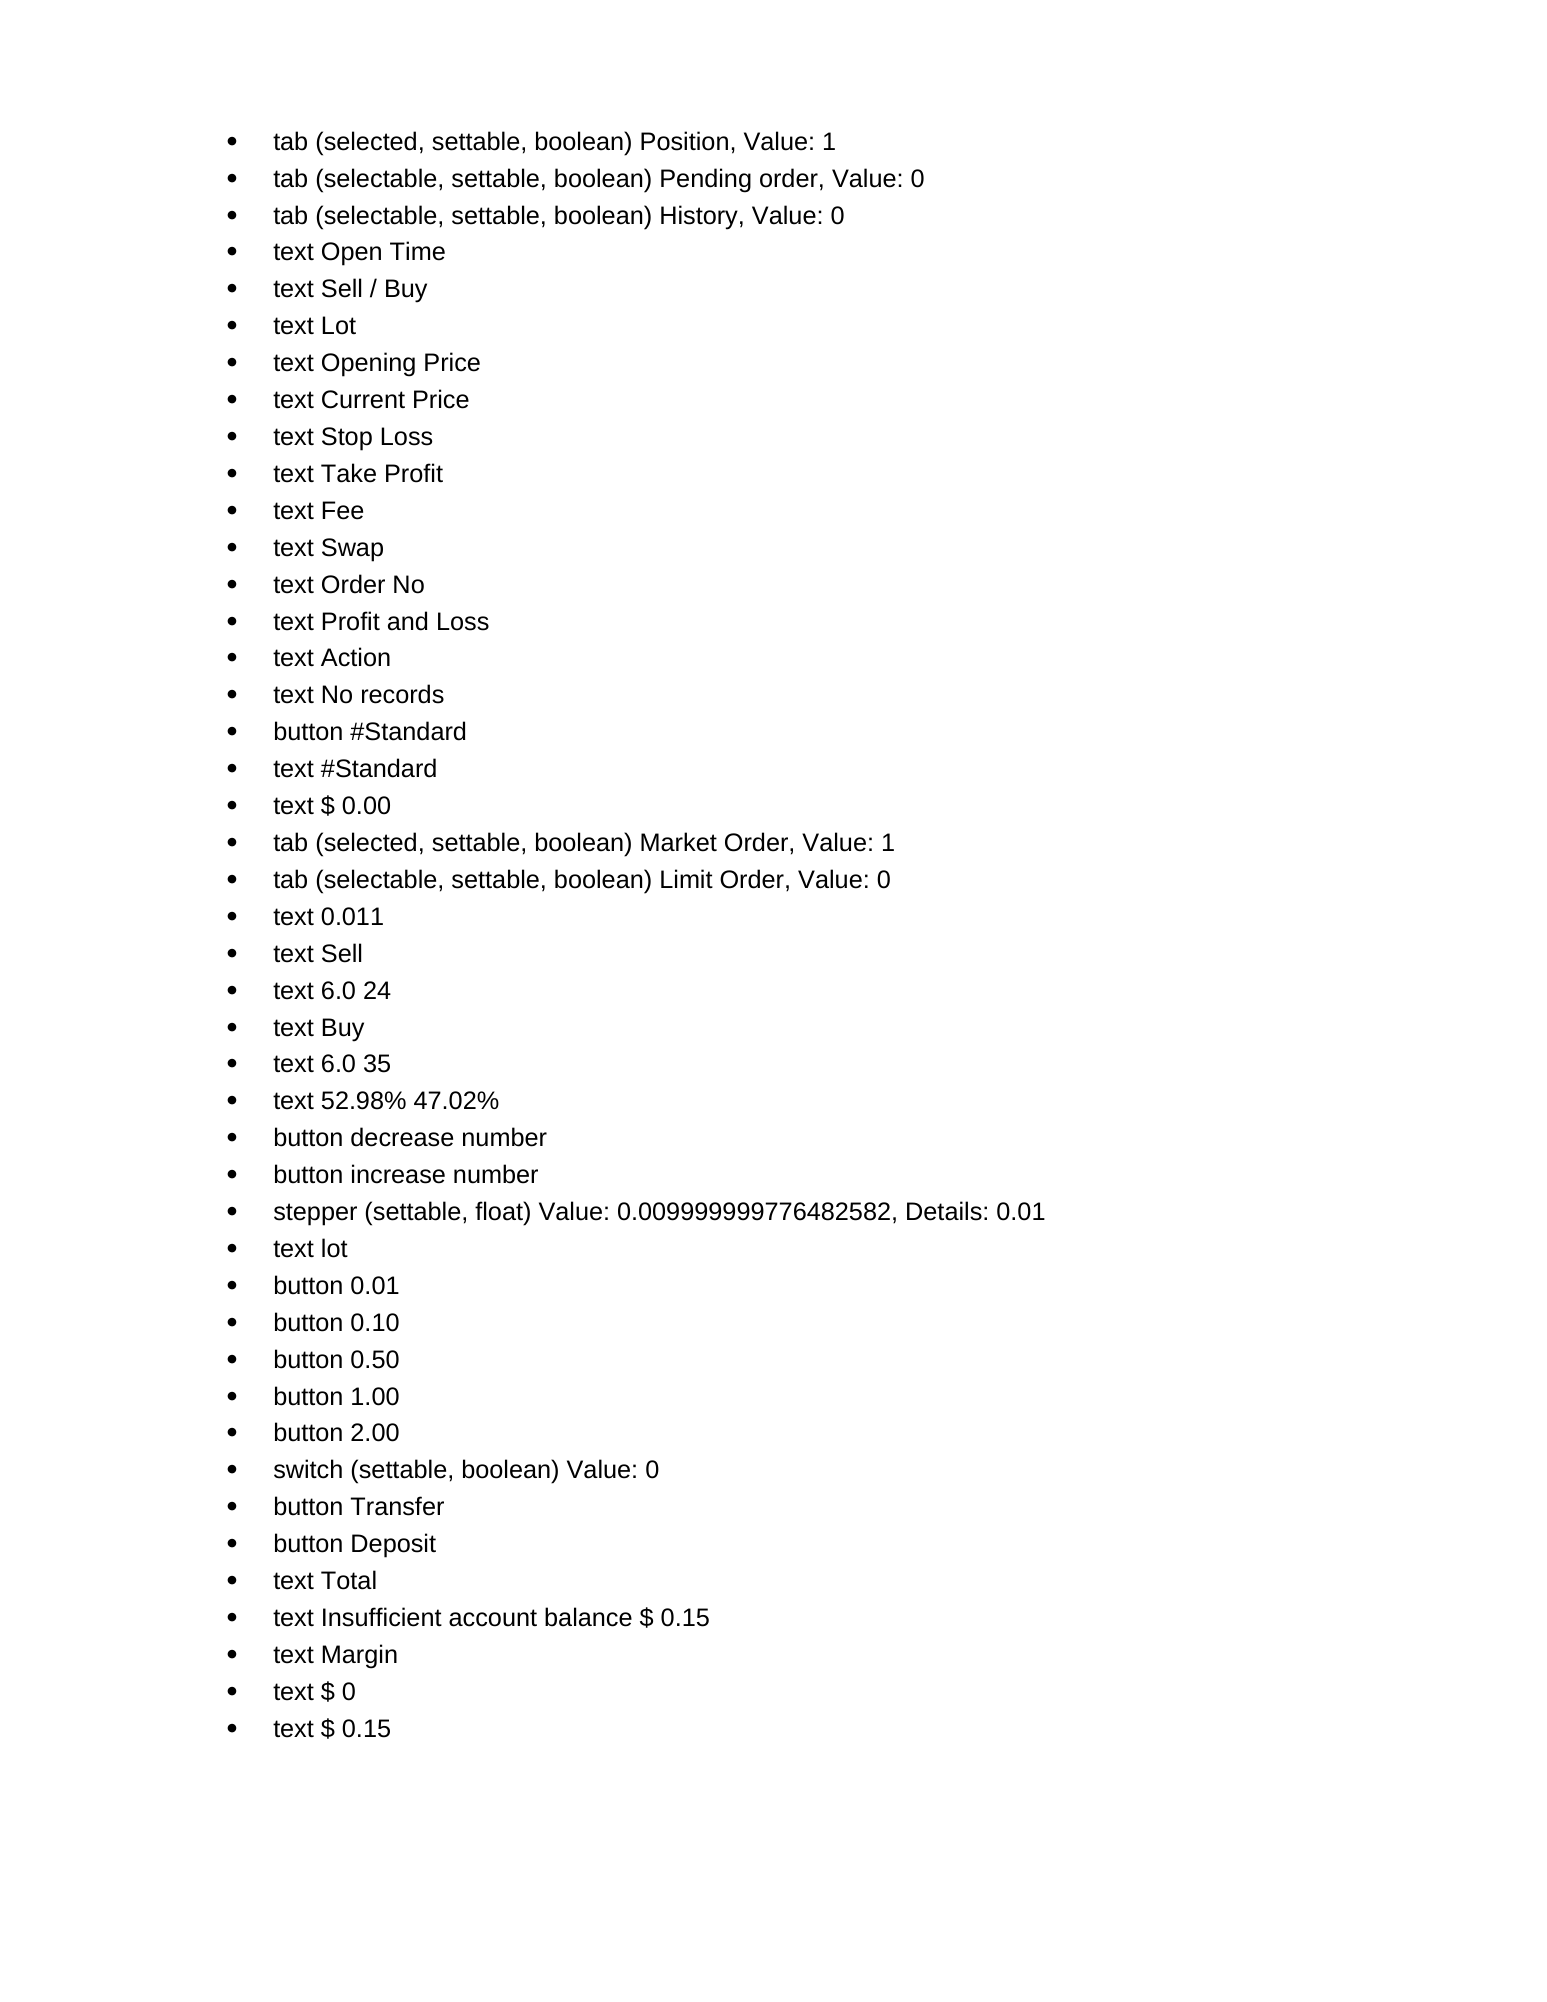 • tab (selected, settable, boolean) Position, Value: 1
• tab (selectable, settable, boolean) Pending order, Value: 0
• tab (selectable, settable, boolean) History, Value: 0
• text Open Time
• text Sell / Buy
• text Lot
• text Opening Price
• text Current Price
• text Stop Loss
• text Take Profit
• text Fee
• text Swap
• text Order No
• text Profit and Loss
• text Action
• text No records
• button #Standard
• text #Standard
• text $ 0.00
• tab (selected, settable, boolean) Market Order, Value: 1
• tab (selectable, settable, boolean) Limit Order, Value: 0
• text 0.011
• text Sell
• text 6.0 24
• text Buy
• text 6.0 35
• text 52.98% 47.02%
• button decrease number
• button increase number
• stepper (settable, float) Value: 0.009999999776482582, Details: 0.01
• text lot
• button 0.01
• button 0.10
• button 0.50
• button 1.00
• button 2.00
• switch (settable, boolean) Value: 0
• button Transfer
• button Deposit
• text Total
• text Insufficient account balance $ 0.15
• text Margin
• text $ 0
• text $ 0.15